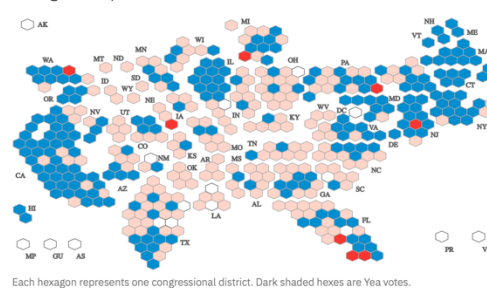 AK
MI
NH
ME
VT
WI
MN
MT
ND
WA
IL
OH
PA
MA
ID
SD
CT
WY
OR
NE
MD
NV
UT
IA
IN
WV
DC
KY
NY
VA
NJ
CO
MO
TN
DE
KS
NM
AR
MS
OK
NC
CA
AZ
SC
AL
GA
LA
HI
FL
TX
MP
GU
AS
PR
Each hexagon represents one congressional district. Dark shaded hexes are Yea votes.